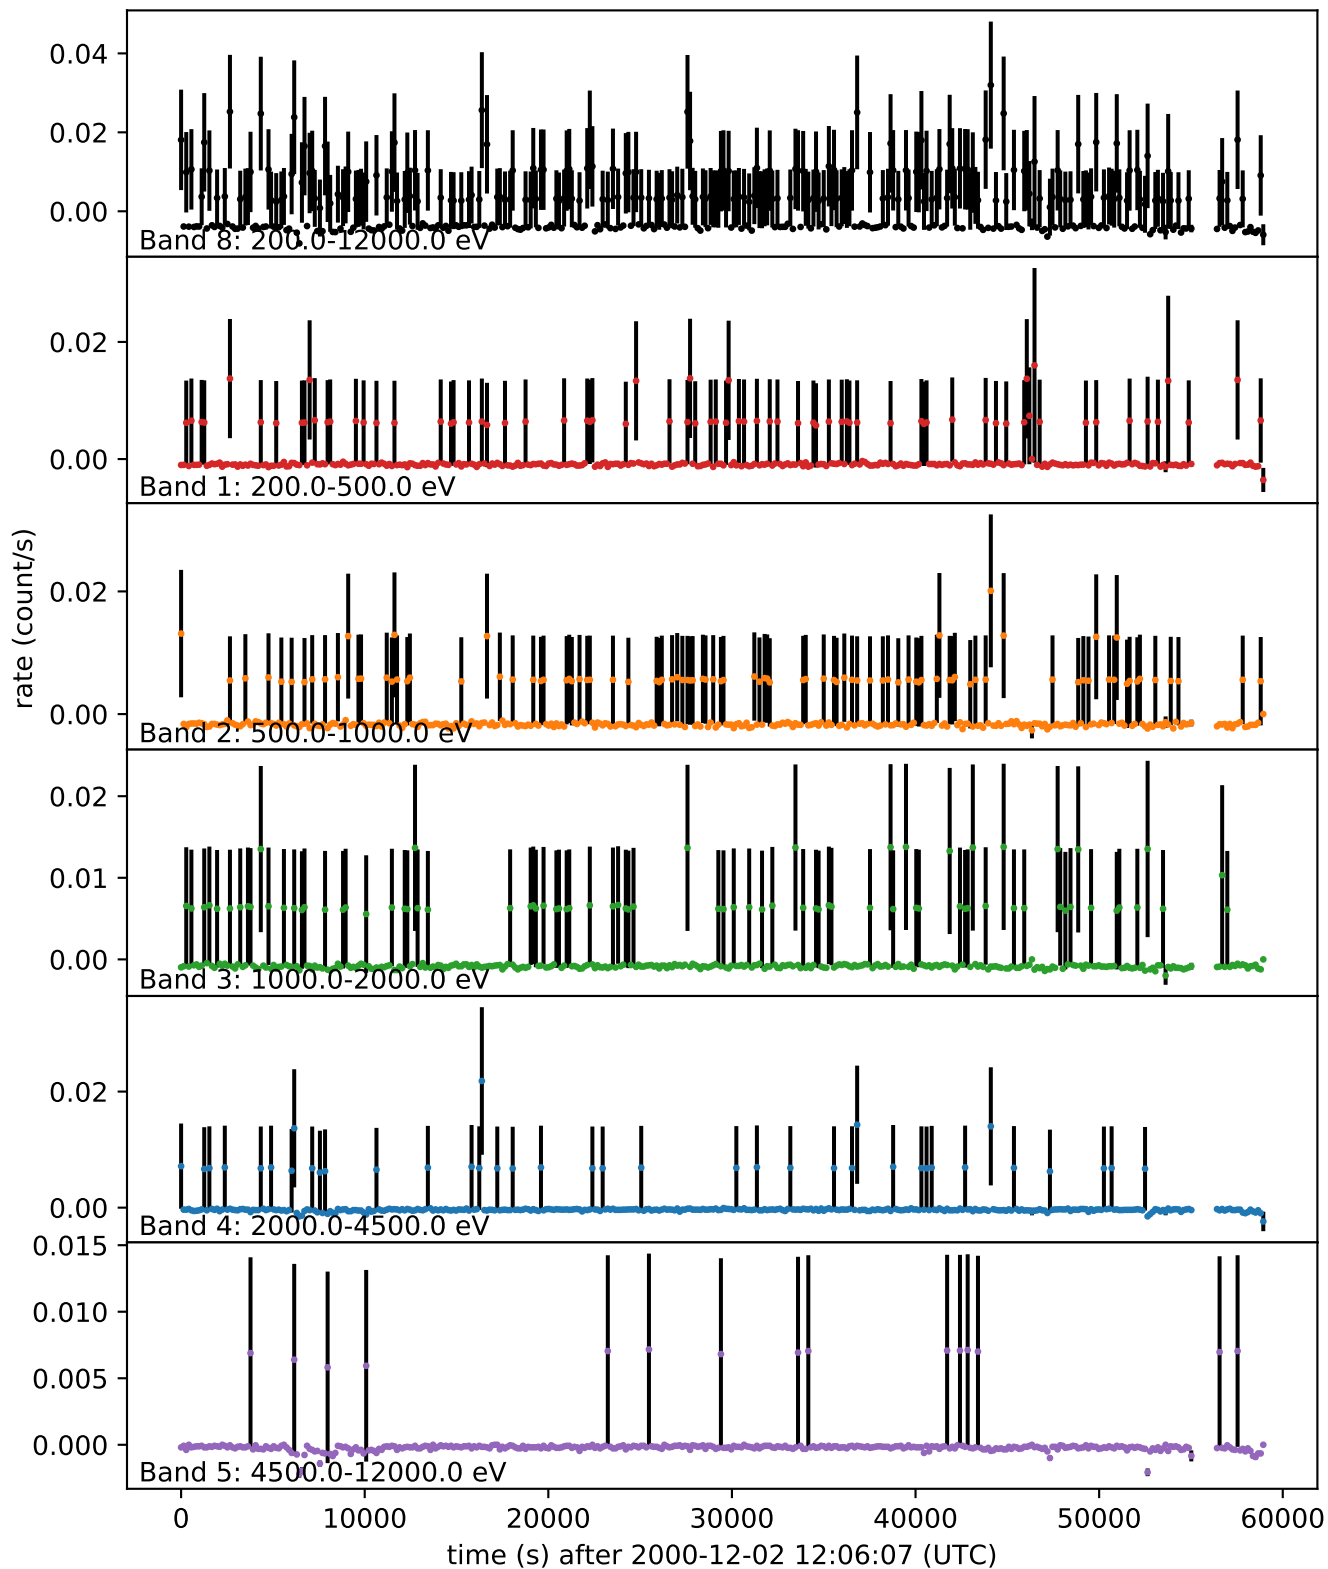 0.04
0.02
0.00
Band 8: 200.0-12000.0 eV
0.02
0.00
Band 1: 200.0-500.0 eV
0.02
0.00
Band 2: 500.0-1000.0 eV
rate (count/s)
0.02
0.01
0.00
Band 3: 1000.0-2000.0 eV
0.02
0.00
Band 4: 2000.0-4500.0 eV
0.015
0.010
0.005
0.000
Band 5: 4500.0-12000.0 eV
0 10000 20000 30000 40000 50000 60000
time (s) after 2000-12-02 12:06:07 (UTC)